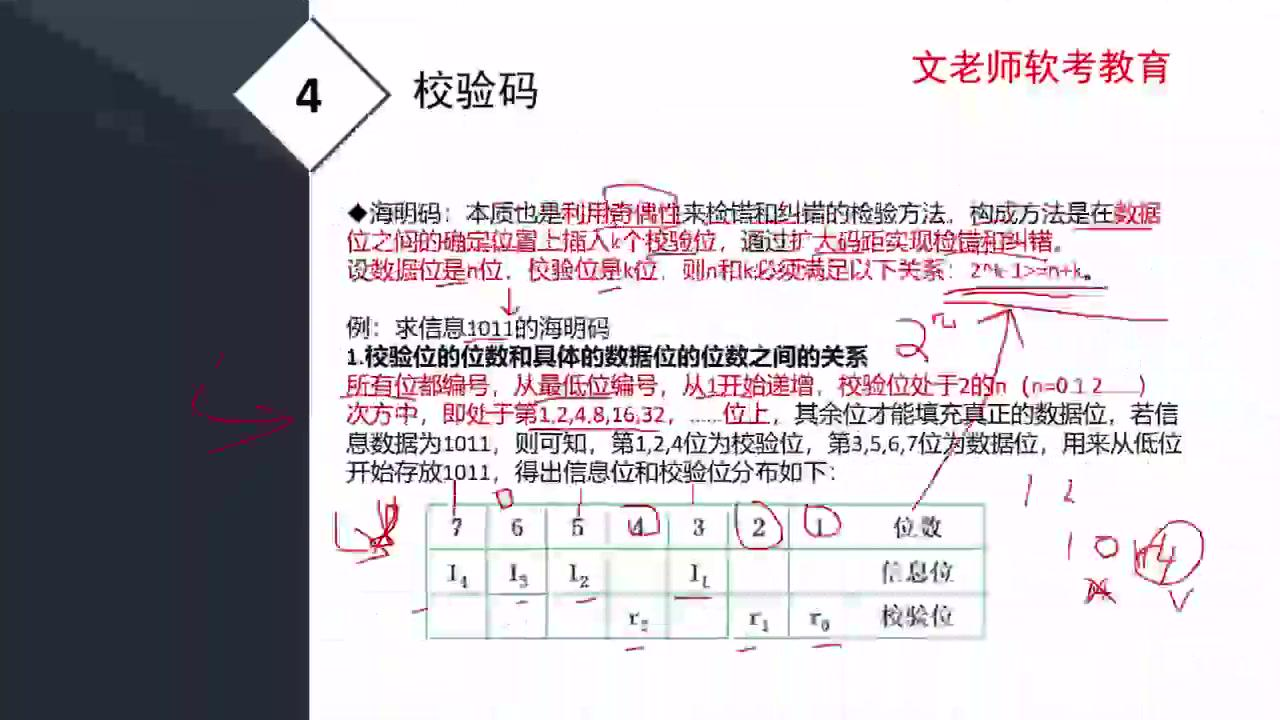 4
校验码
文老师软考教育
◆海明码：本质也是利用奇偶性来检错和纠错的检验方法，构成方法是在数据
位之间的确定位置上插入k个校验位，通过扩大码距实现检错和纠错。
设数据位是n位，校验位是k位，则n和k必须满足以下关系：2^k-1>=n+k。
例：求信息1011的海明码
2^n
1.校验位的位数和具体的数据位的位数之间的关系
所有位都编号，从最低位编号，从1开始递增，校验位处于2的n（n=0 1 2……）
次方中，即处于第1,2,4,8,16,32，……位上，其余位才能填充真正的数据位，若信
息数据为1011，则可知，第1,2,4位为校验位，第3,5,6,7位为数据位，用来从低位
开始存放1011，得出信息位和校验位分布如下：
1 0 1 1
1 2
7 6 5 4 3 2 1 位数
I4 I3 I2 I1 信息位
r2 r1 r0 校验位
1 0 4